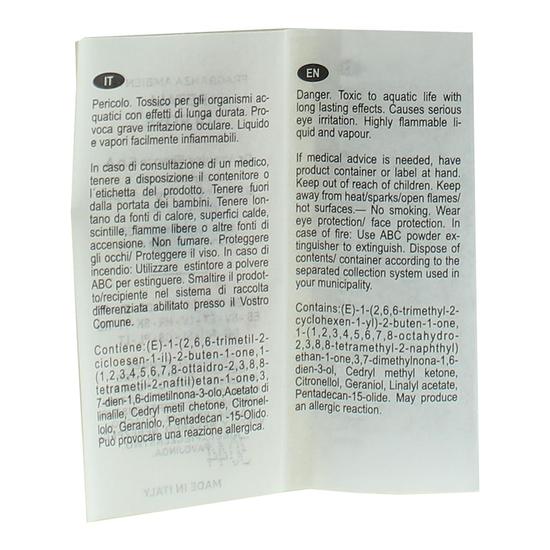 IT
Pericolo. Tossico per gli organismi ac-
quatici con effetti di lunga durata. Pro-
voca grave irritazione oculare. Liquido
e vapori facilmente infiammabili.
In caso di consultazione di un medico,
tenere a disposizione il contenitore o
l'etichetta del prodotto. Tenere fuori
dalla portata dei bambini. Tenere lon-
tano da fonti di calore, superfici calde,
scintille, fiamme libere o altre fonti di
accensione. Non fumare. Proteggere
gli occhi/ Proteggere il viso. In caso di
incendio: Utilizzare estintore a polvere
ABC per estinguere. Smaltire il prodot-
to/recipiente nel sistema di raccolta
differenziata abilitato presso il Vostro
Comune.
Contiene:(E)-1-(2,6,6-trimetil-2-
cicloesen-1-il)-2-buten-1-one,1-
(1,2,3,4,5,6,7,8-ottaidro-2,3,8,8-
tetrametil-2-naftil)etan-1-one,3,
7-dien-1,6-dimetilnona-3-olo,Acetato di
linalile, Cedryl metil chetone, Citronel-
lolo, Geraniolo, Pentadecan -15-Olido.
Può provocare una reazione allergica.
MADE IN ITALY
EN
Danger. Toxic to aquatic life with
long lasting effects. Causes serious
eye irritation. Highly flammable li-
quid and vapour.
If medical advice is needed, have
product container or label at hand.
Keep out of reach of children. Keep
away from heat/sparks/open flames/
hot surfaces.— No smoking. Wear
eye protection/ face protection. In
case of fire: Use ABC powder ex-
tinguisher to extinguish. Dispose of
contents/ container according to the
separated collection system used in
your municipality.
Contains:(E)-1-(2,6,6-trimethyl-2-
cyclohexen-1-yl)-2-buten-1-one,
1-(1,2,3,4,5,6,7,8-octahydro-
2,3,8,8-tetramethyl-2-naphthyl)
ethan-1-one,3,7-dimethylnona-1,6-
dien-3-ol, Cedryl methyl ketone,
Citronellol, Geraniol, Linalyl acetate,
Pentadecan-15-olide. May produce
an allergic reaction.